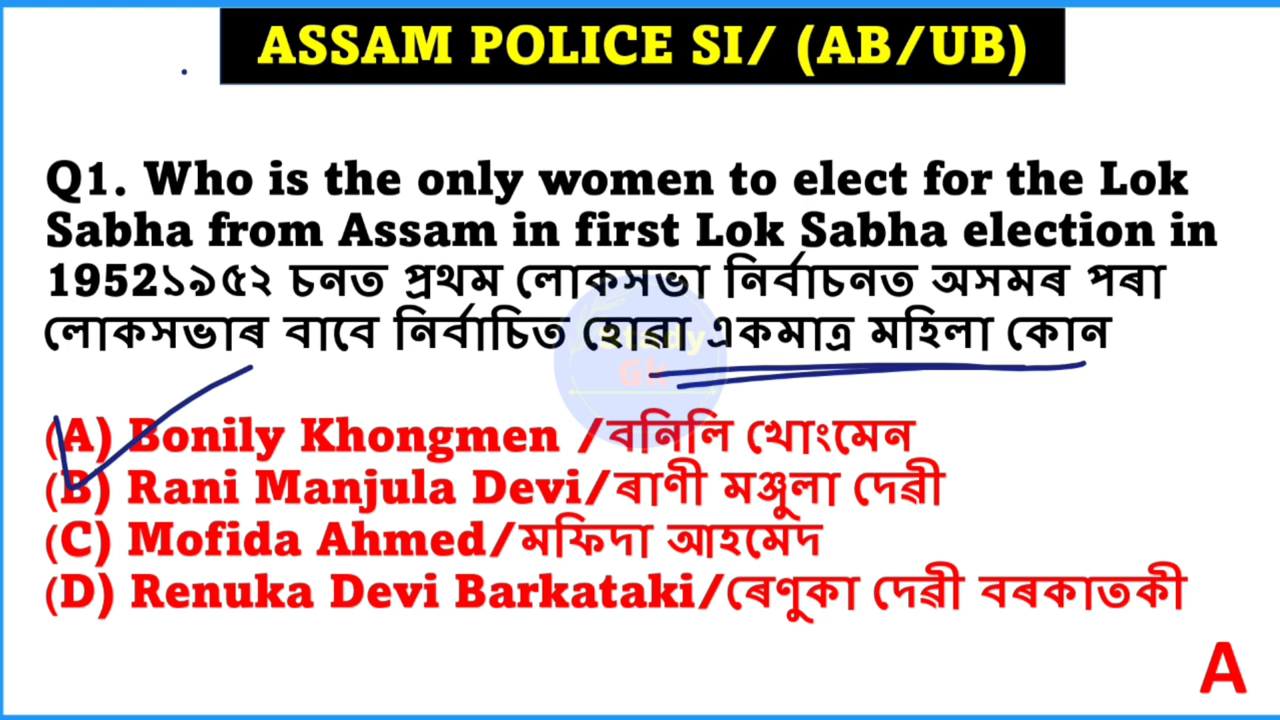 ASSAM POLICE SI/ (AB/UB)
Q1. Who is the only women to elect for the Lok
Sabha from Assam in first Lok Sabha election in
1952১৯৫২ চনত প্ৰথম লোকসভা নিৰ্বাচনত অসমৰ পৰা
লোকসভাৰ বাবে নিৰ্বাচিত হোৱা একমাত্ৰ মহিলা কোন
Study
Gk
(A) Bonily Khongmen /বনিলি খোংমেন
(B) Rani Manjula Devi/ৰাণী মঞ্জুলা দেৱী
(C) Mofida Ahmed/মফিদা আহমেদ
(D) Renuka Devi Barkataki/ৰেণুকা দেৱী বৰকাতকী
A